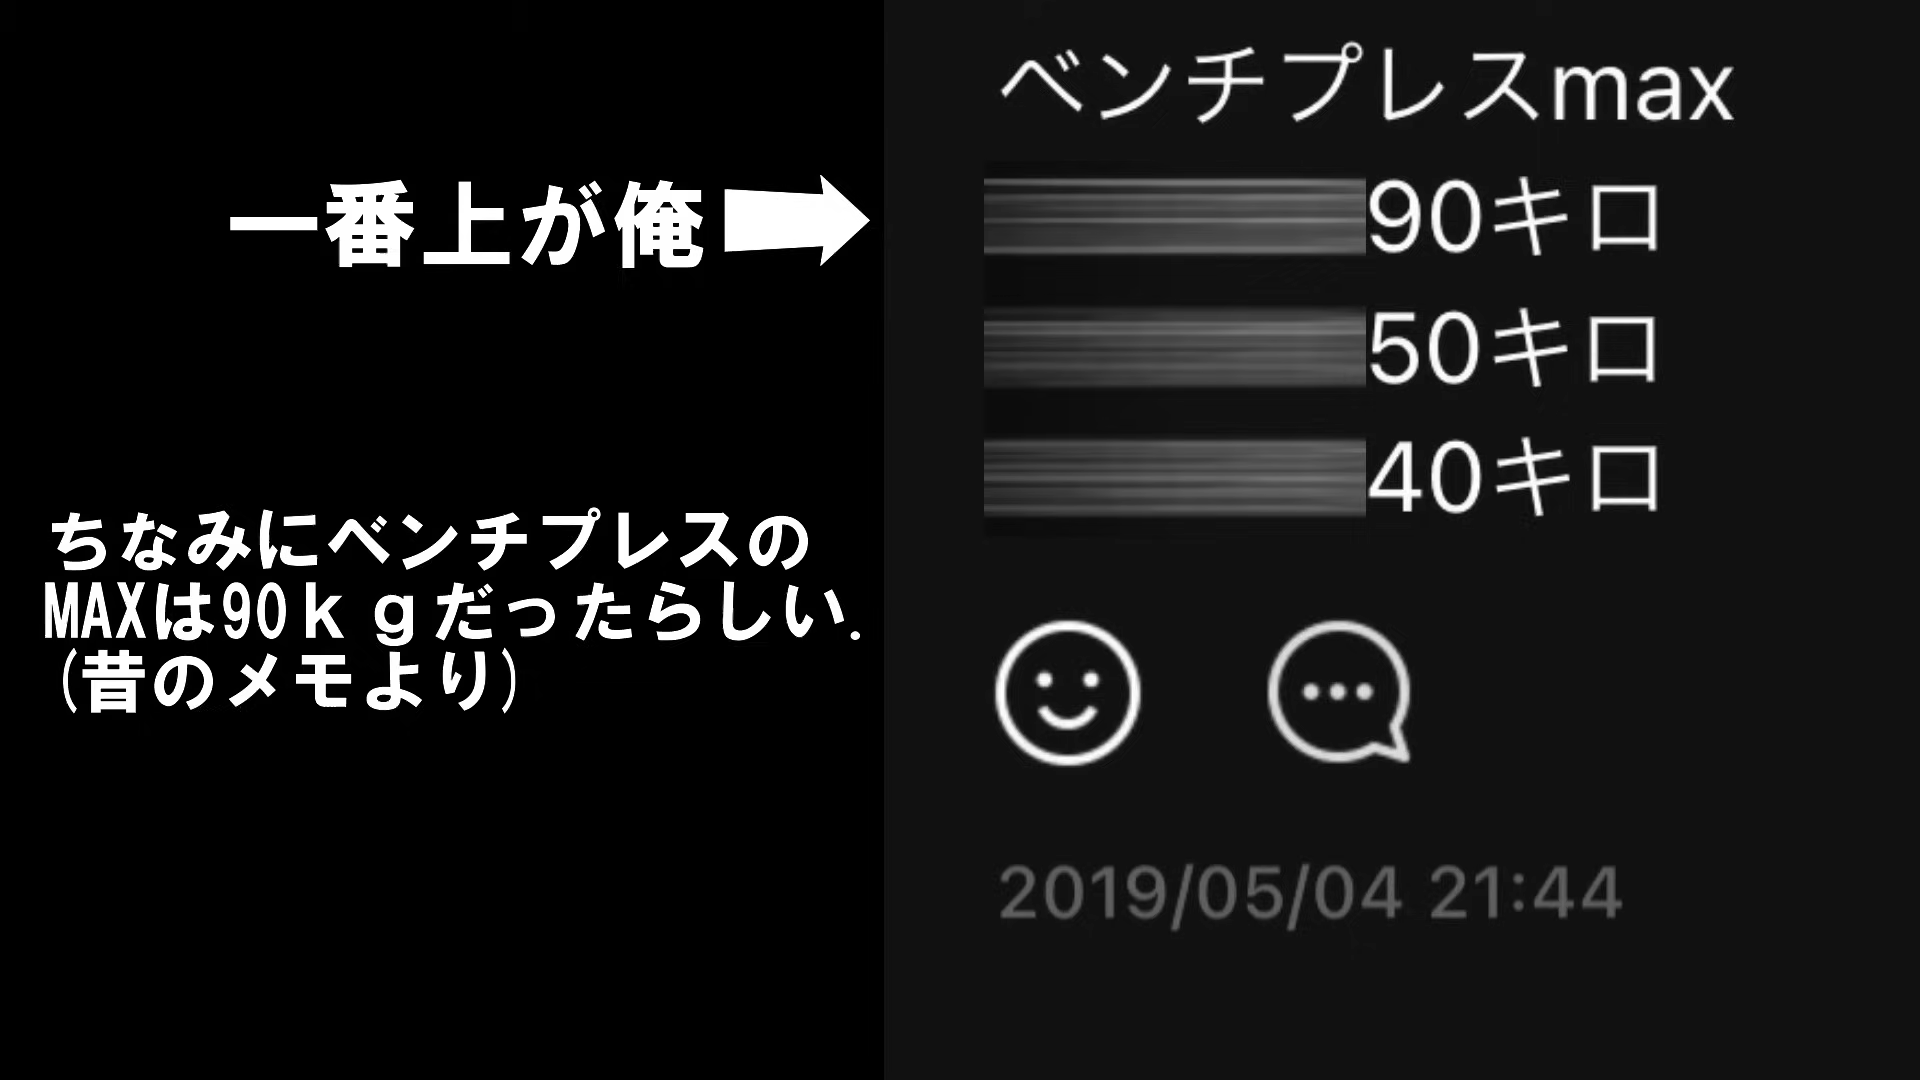 一番上が俺
ちなみにベンチプレスの
MAXは90ｋｇだったらしい.
(昔のメモより)
ベンチプレスmax
90キロ
50キロ
40キロ
2019/05/04 21:44